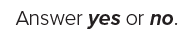 Answer yes or no.